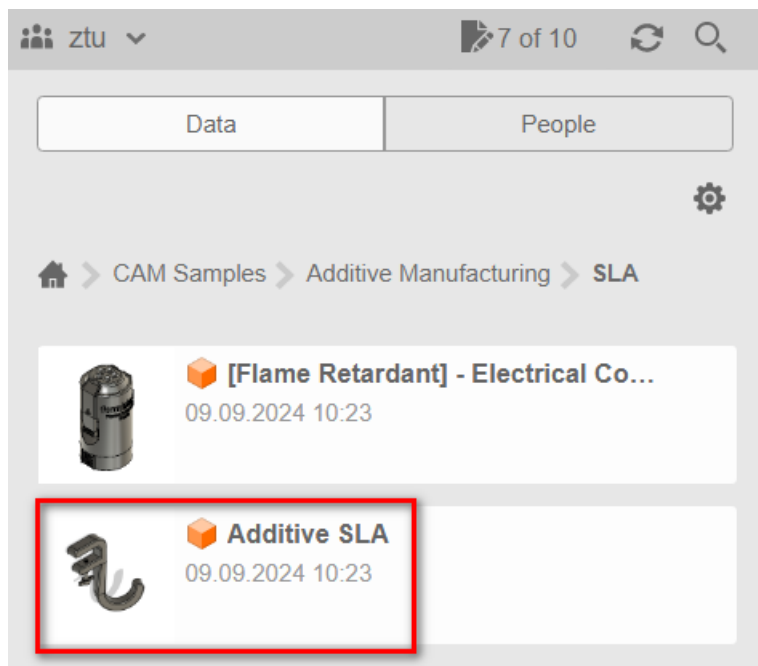 ztu 7 of 10
Data People
CAM Samples Additive Manufacturing SLA
[Flame Retardant] - Electrical Co...
09.09.2024 10:23
Additive SLA
09.09.2024 10:23